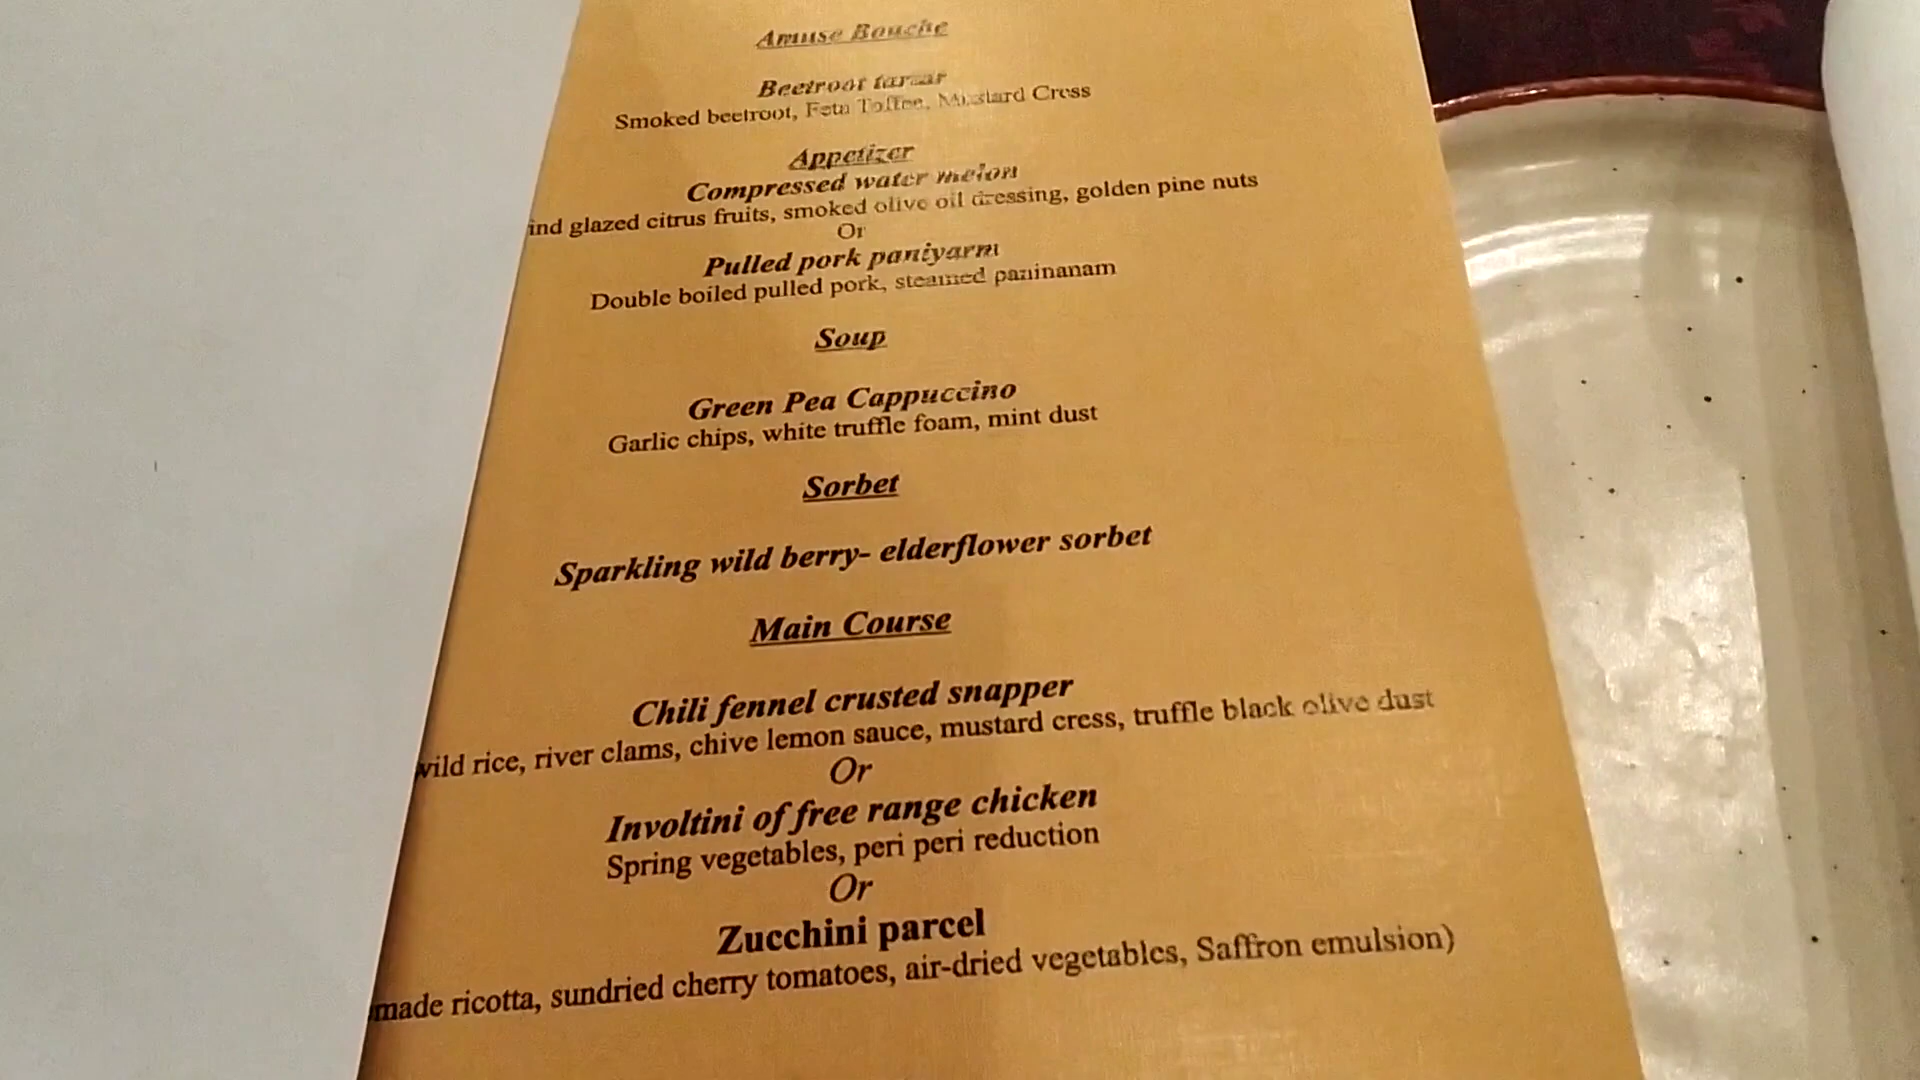 Amuse Bouche
Beetroot tarzar
Smoked beetroot, Feta Toffee, Mustard Cress
Appetizer
Compressed water melon
ind glazed citrus fruits, smoked olive oil dressing, golden pine nuts
Or
Pulled pork paniyarm
Double boiled pulled pork, steamed
Soup
Green Pea Cappuccino
Garlic chips, white truffle foam, mint dust
Sorbet
Sparkling wild berry- elderflower sorbet
Main Course
Chili fennel crusted snapper
wild rice, river clams, chive lemon sauce, mustard cress, truffle black olive dust
Or
Involtini of free range chicken
Spring vegetables, peri peri reduction
Or
Zucchini parcel
made ricotta, sundried cherry tomatoes, air-dried vegetables, Saffron emulsion)